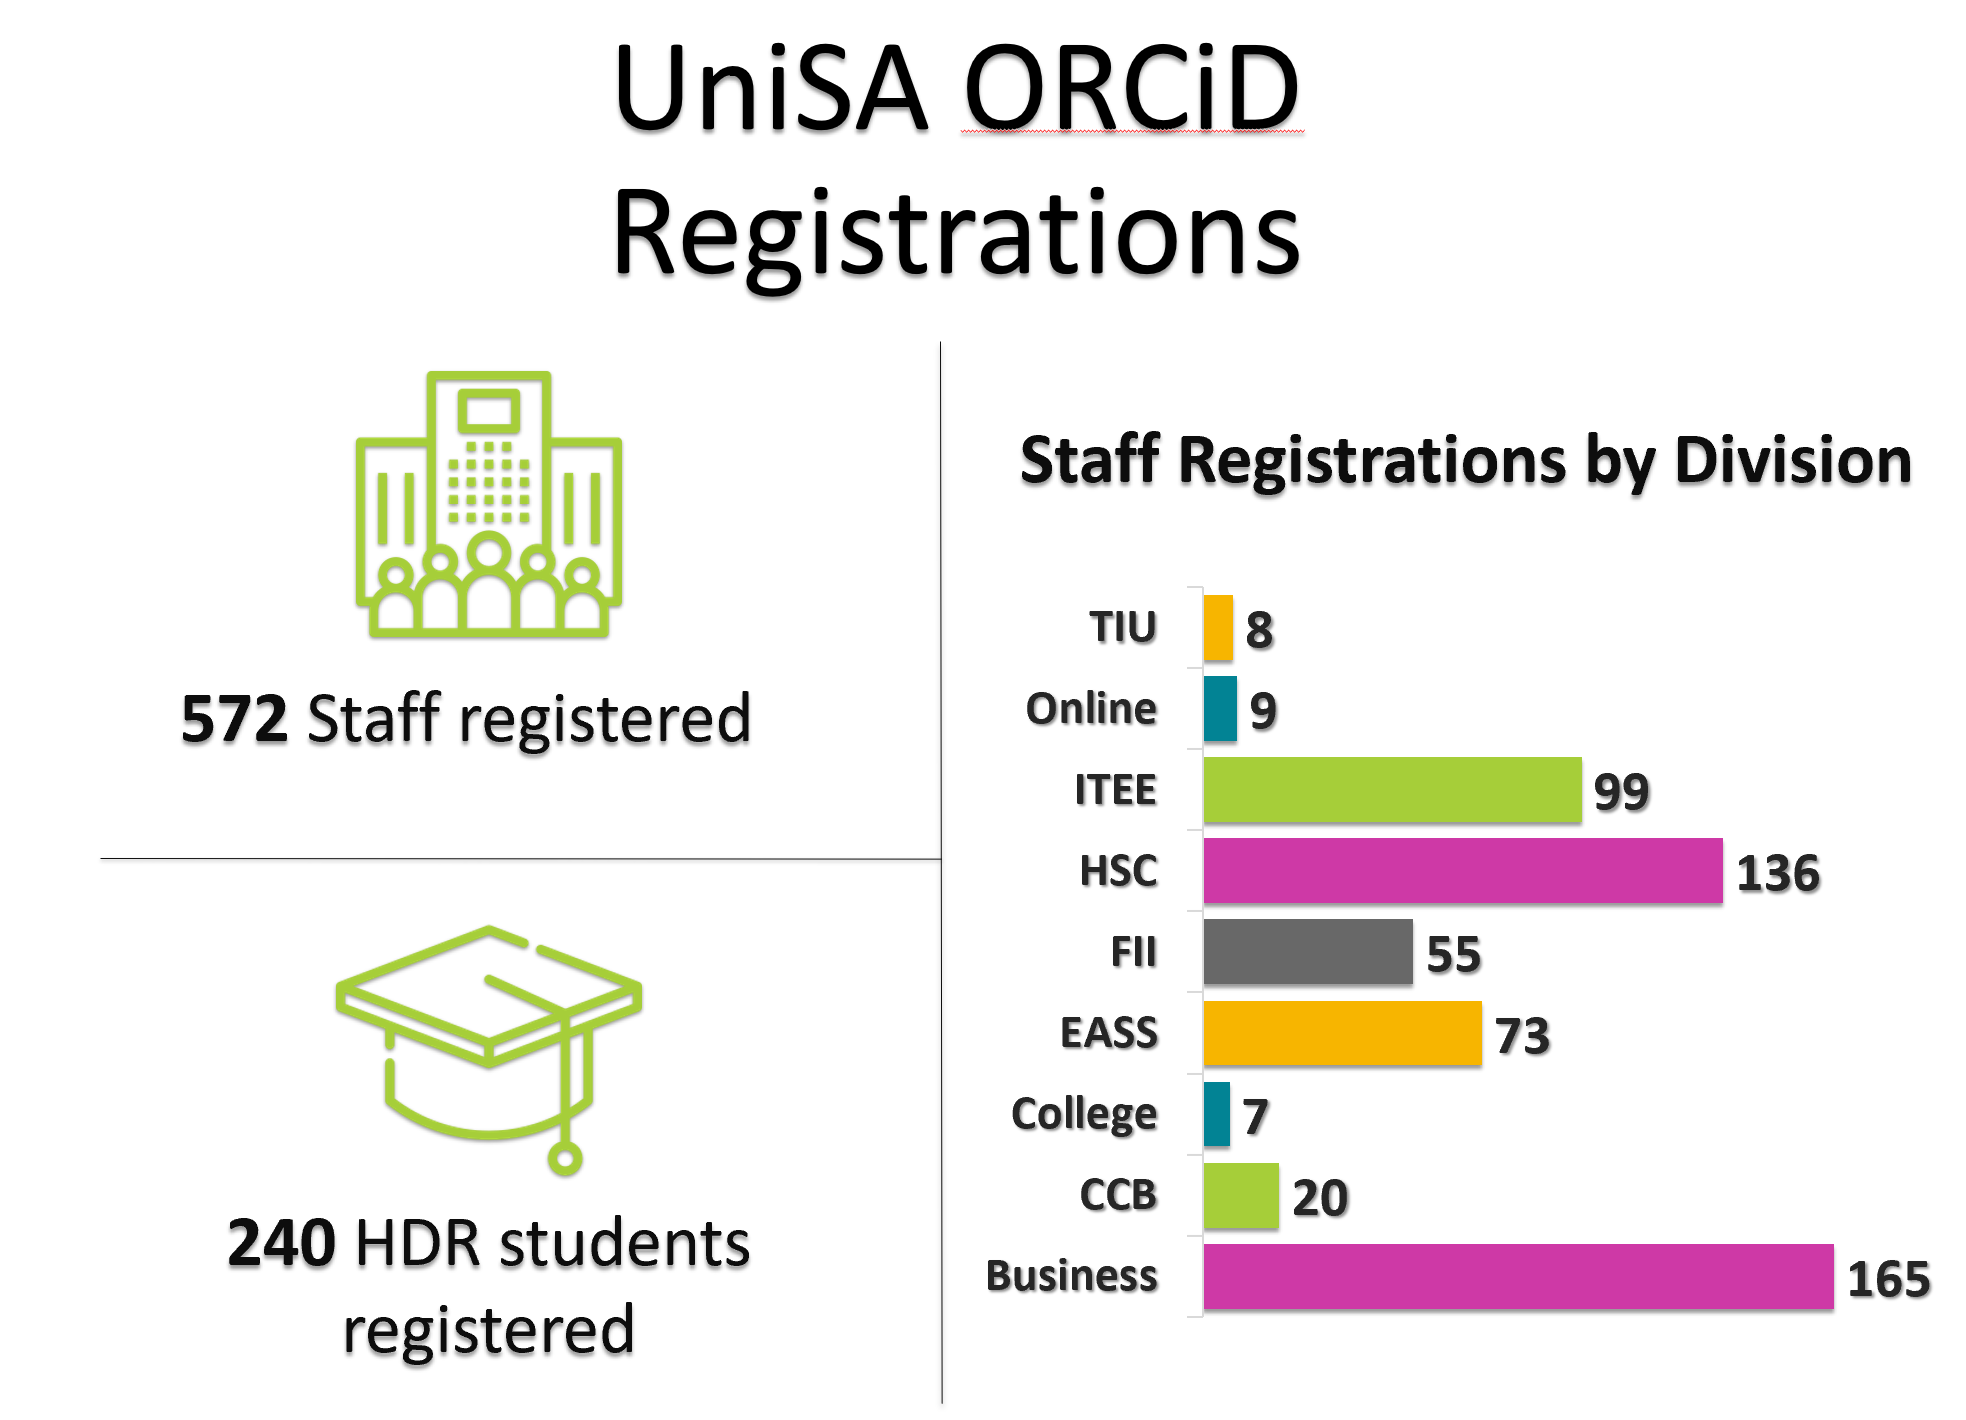 UniSA ORCiD
Registrations
572 Staff registered
240 HDR students
registered
Staff Registrations by Division
TIU 8
Online 9
ITEE 99
HSC 136
FII 55
EASS 73
College 7
CCB 20
Business 165